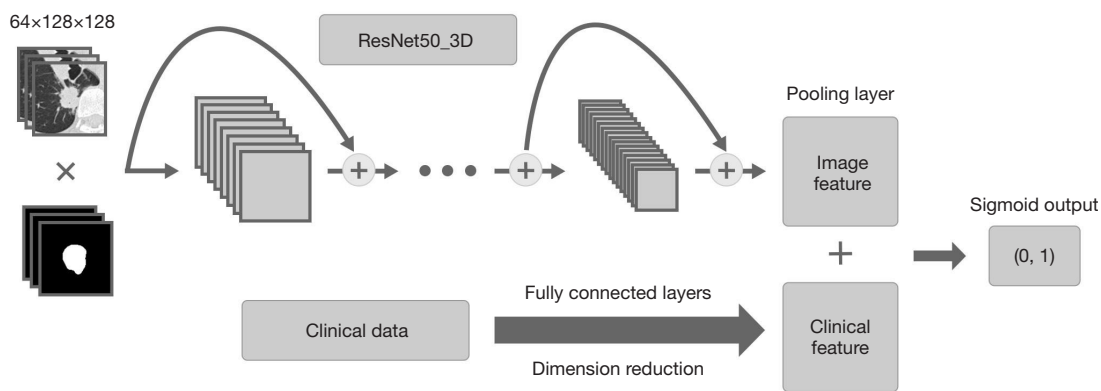 64×128×128
ResNet50_3D
Pooling layer
Image
feature
Sigmoid output
(0, 1)
Fully connected layers
Clinical data
Clinical
feature
Dimension reduction